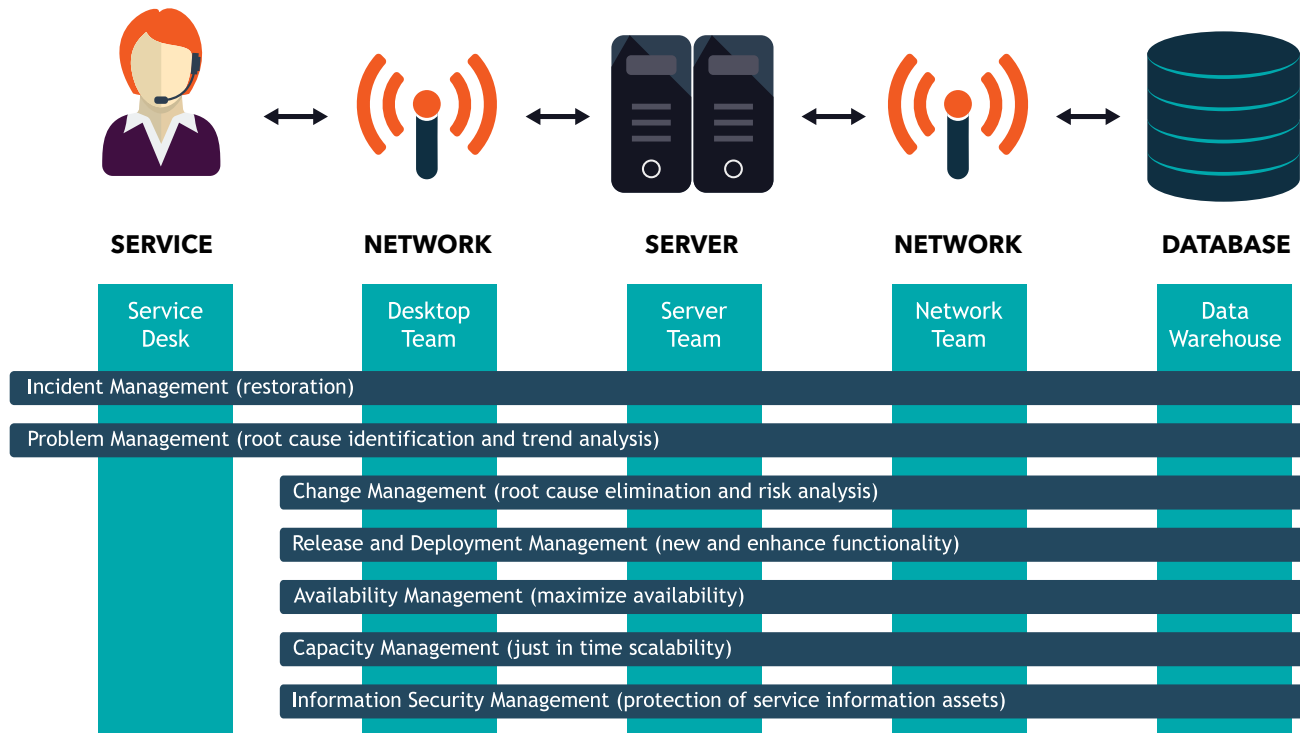 SERVICE
NETWORK
SERVER
NETWORK
DATABASE
Service
Desk
Desktop
Team
Server
Team
Network
Team
Data
Warehouse
Incident Management (restoration)
Problem Management (root cause identification and trend analysis)
Change Management (root cause elimination and risk analysis)
Release and Deployment Management (new and enhance functionality)
Availability Management (maximize availability)
Capacity Management (just in time scalability)
Information Security Management (protection of service information assets)